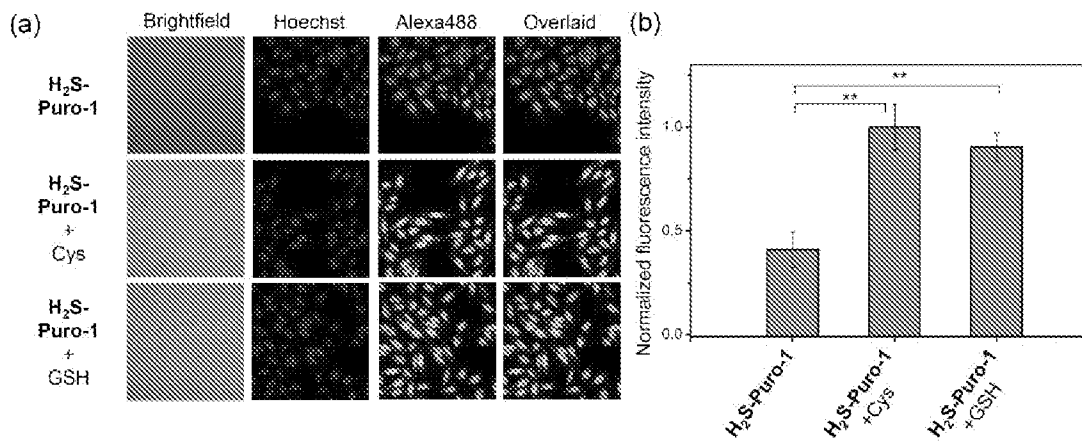 (a)
Brightfield
Hoechst
Alexa488
Overlaid
H₂S-
Puro-1
H₂S-
Puro-1
+
Cys
H₂S-
Puro-1
+
GSH
(b)
Normalized fluorescence intensity
1.0
0.5
0.0
**
**
H₂S-Puro-1
H₂S-Puro-1
+Cys
H₂S-Puro-1
+GSH